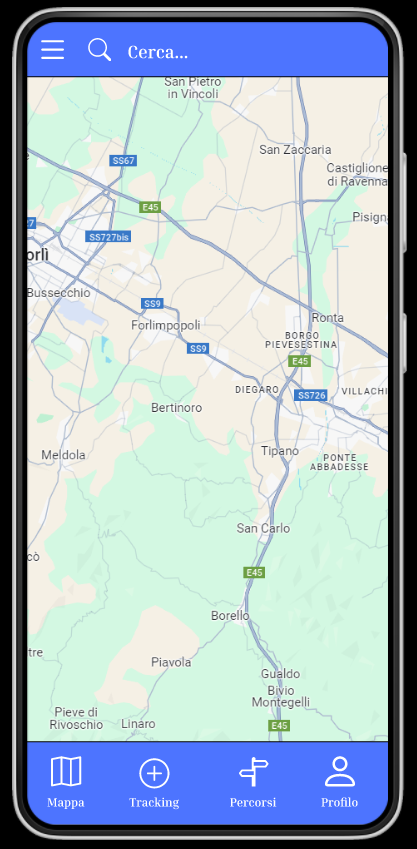 Cerca...
San Pietro
in Vincoli
SS67
San Zaccaria
Castiglione
di Ravenna
E45
Pisign
SS727bis
orlì
Bussecchio
SS9
Forlimpopoli
Ronta
BORGO
PIEVESESTINA
SS9
E45
DIEGARO
SS726
VILLACHI
Bertinoro
Meldola
Tipano
PONTE
ABBADESSE
San Carlo
cò
E45
Borello
tre
Piavola
Gualdo
Bivio
Montegelli
Pieve di
Rivoschio
Linaro
E45
Mappa
Tracking
Percorsi
Profilo